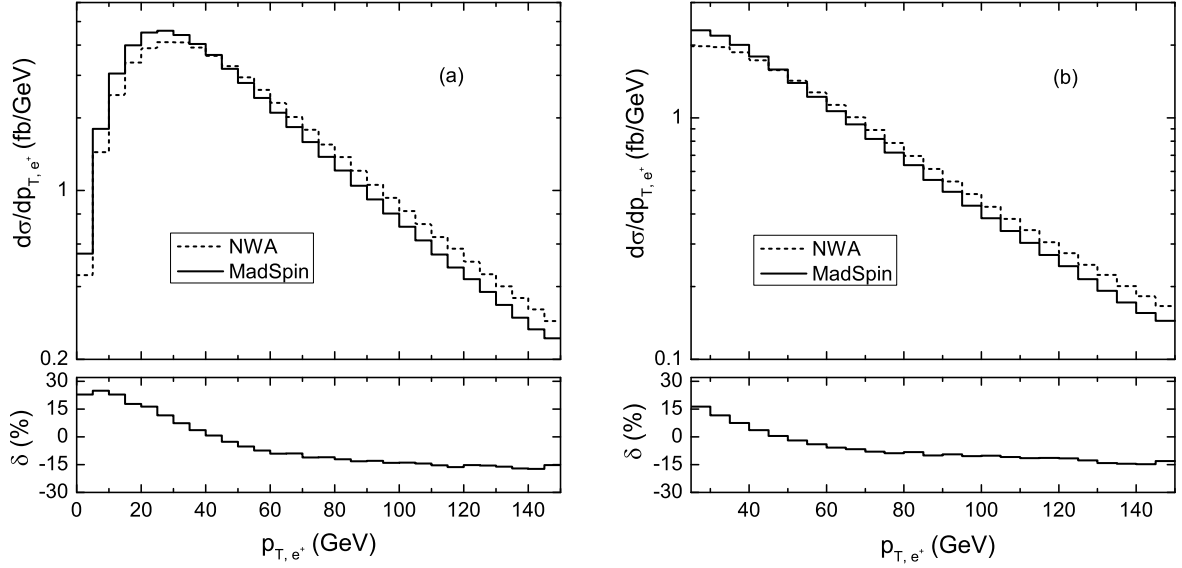 (a)
dσ/dp_{T, e^+} (fb/GeV)
1
0.2
NWA
MadSpin
30
15
0
-15
-30
δ (%)
0 20 40 60 80 100 120 140
p_{T, e^+} (GeV)
(b)
dσ/dp_{T, e^+} (fb/GeV)
1
0.1
NWA
MadSpin
30
15
0
-15
-30
δ (%)
40 60 80 100 120 140
p_{T, e^+} (GeV)